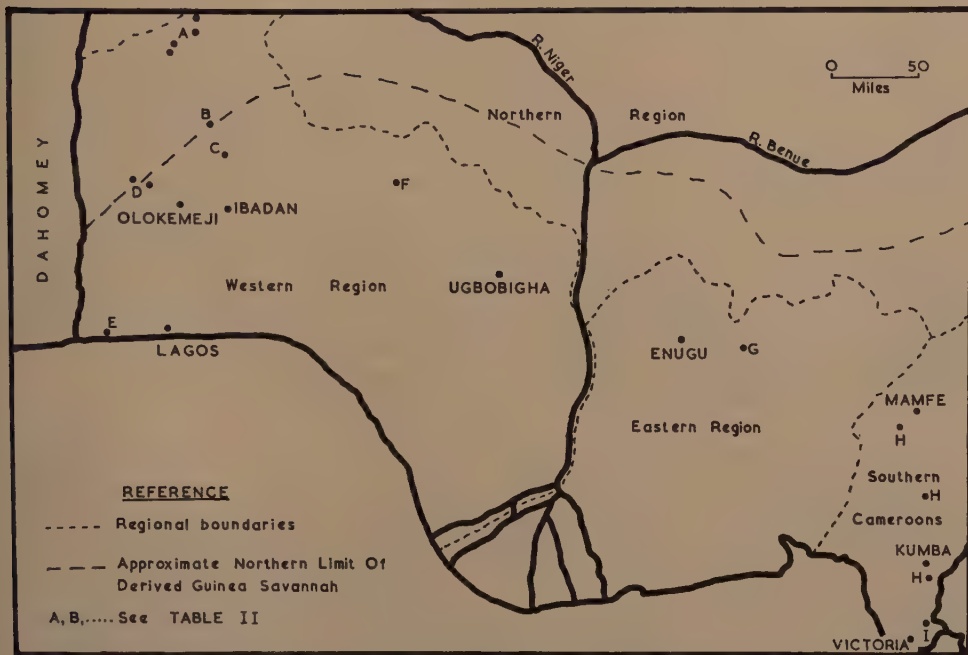 A
R. Niger
0 50
Miles
Northern Region
B
R. Benue
C
DAHOMEY
D
F
OLOKEMEJI
IBADAN
Western Region
UGBOBIGHA
E
LAGOS
ENUGU
G
MAMFE
H
Eastern Region
Southern
H
Cameroons
KUMBA
H
I
VICTORIA
REFERENCE
Regional boundaries
Approximate Northern Limit Of
Derived Guinea Savannah
A, B,..... See TABLE II